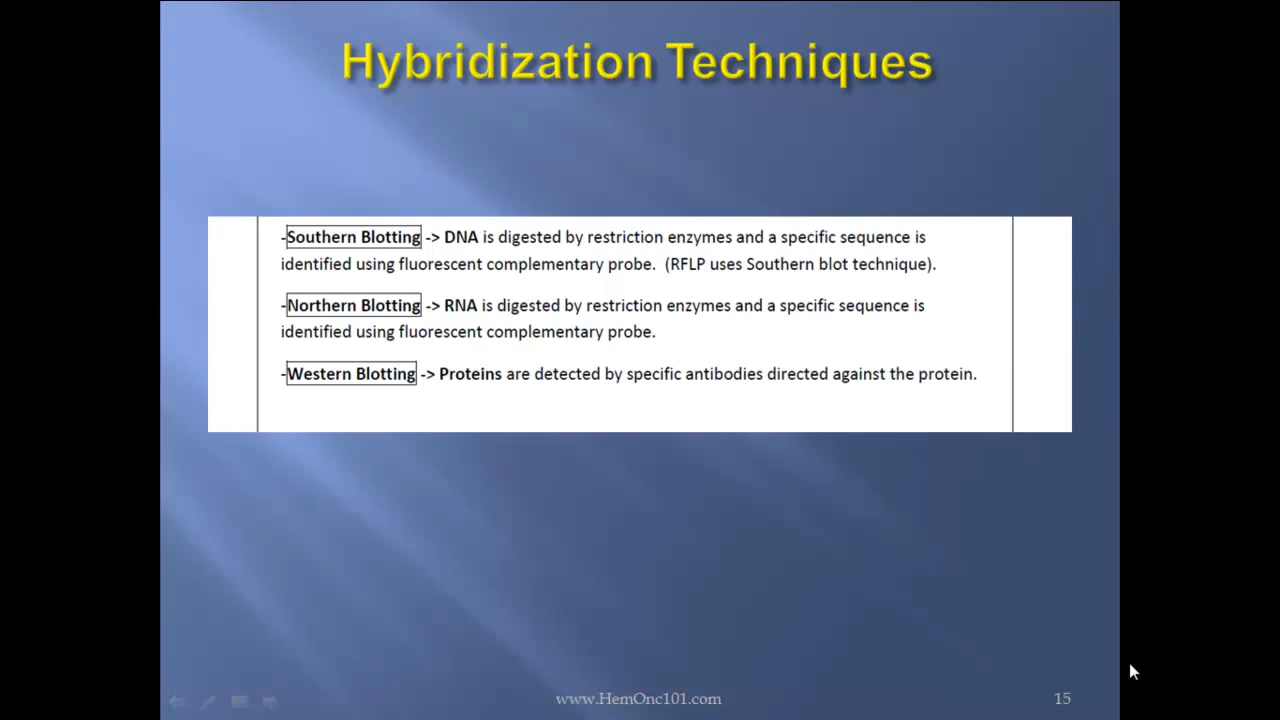 Hybridization Techniques
-Southern Blotting -> DNA is digested by restriction enzymes and a specific sequence is
identified using fluorescent complementary probe.  (RFLP uses Southern blot technique).
-Northern Blotting -> RNA is digested by restriction enzymes and a specific sequence is
identified using fluorescent complementary probe.
-Western Blotting -> Proteins are detected by specific antibodies directed against the protein.
www.HemOnc101.com
15